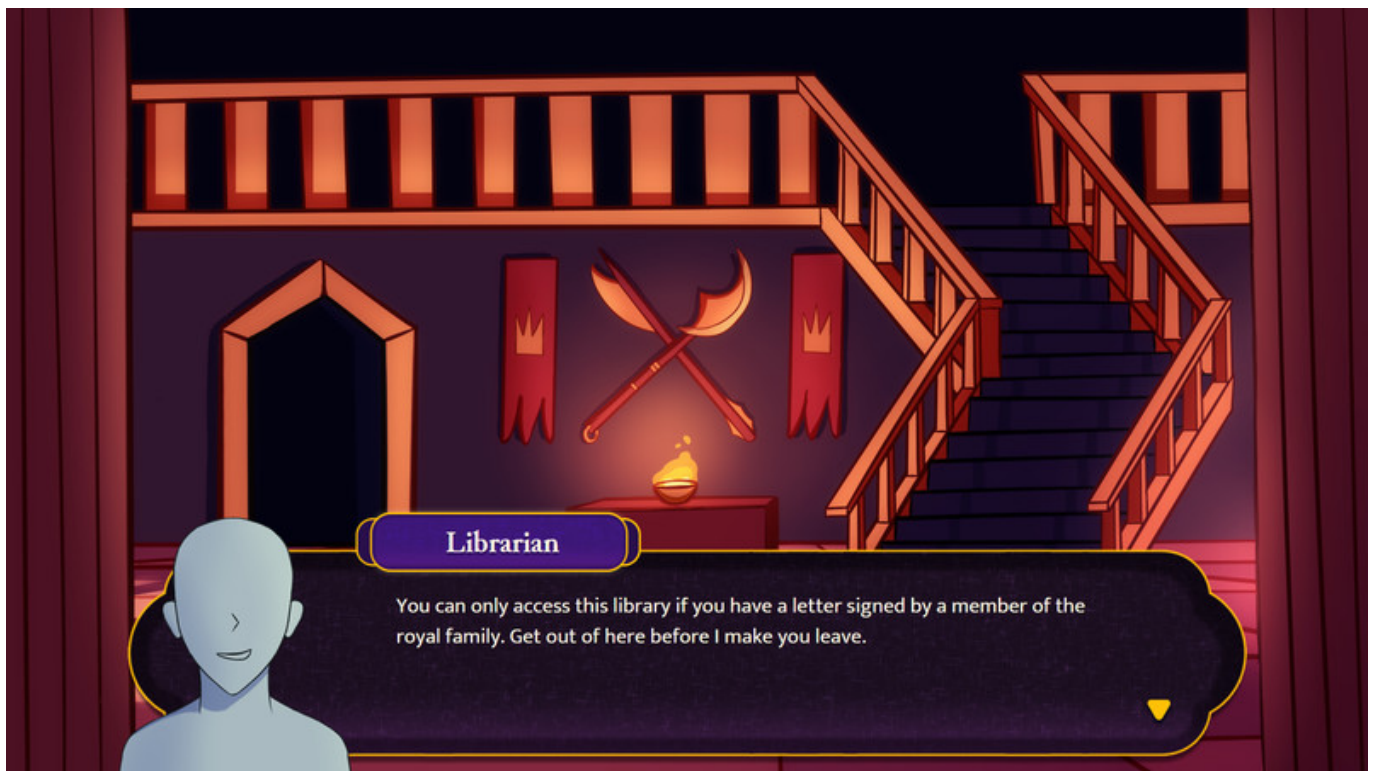 Librarian
You can only access this library if you have a letter signed by a member of the
royal family. Get out of here before I make you leave.